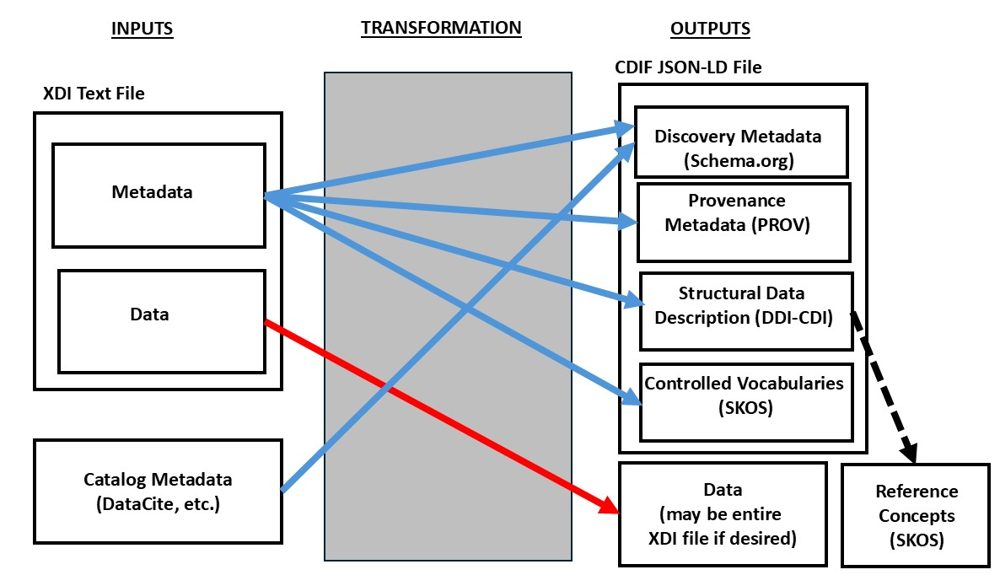 INPUTS
TRANSFORMATION
OUTPUTS
XDI Text File
Metadata
Data
Catalog Metadata
(DataCite, etc.)
CDIF JSON-LD File
Discovery Metadata
(Schema.org)
Provenance
Metadata (PROV)
Structural Data
Description (DDI-CDI)
Controlled Vocabularies
(SKOS)
Data
(may be entire
XDI file if desired)
Reference
Concepts
(SKOS)